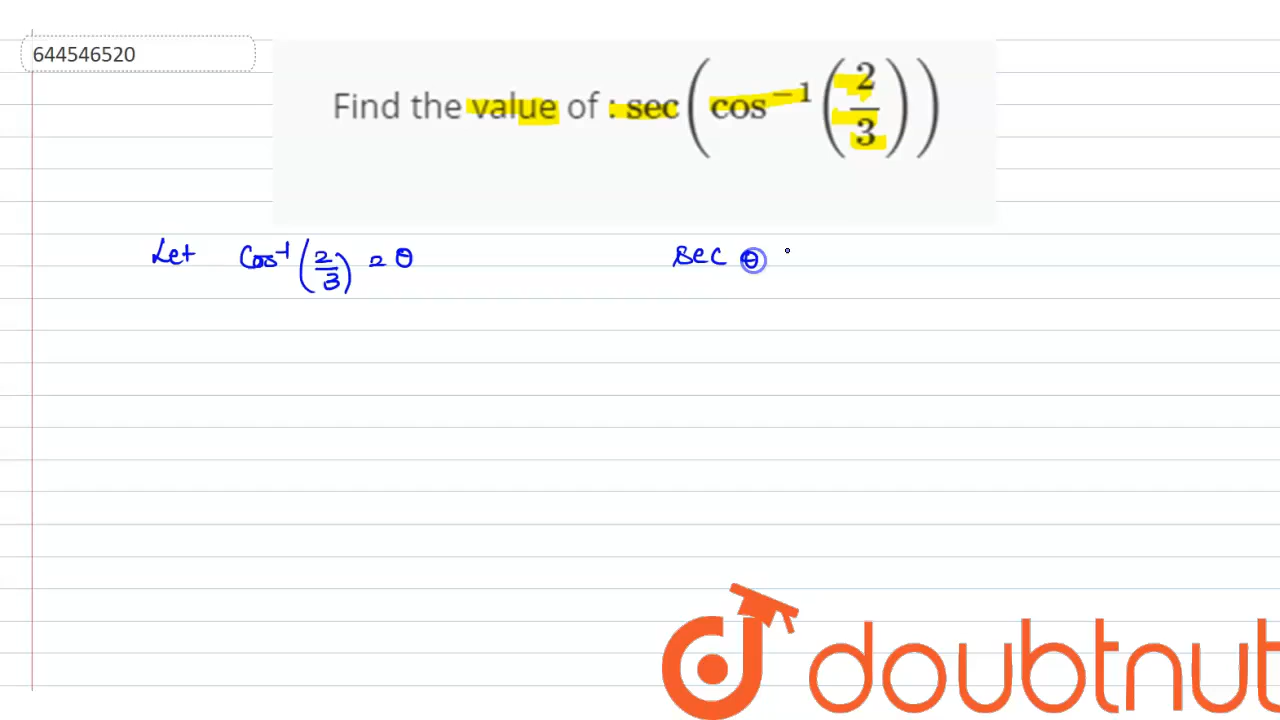 644546520
Find the value of : sec(cos⁻¹(2/3))
Let cos⁻¹(2/3) = θ sec θ
doubtnut